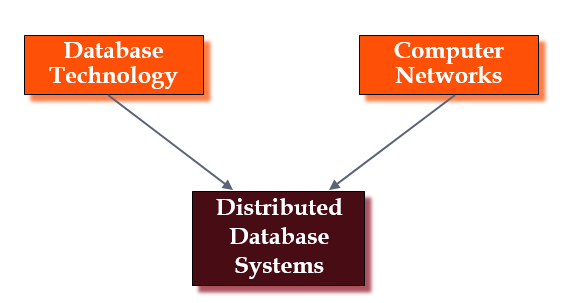 Database
Technology
Computer
Networks
Distributed
Database
Systems